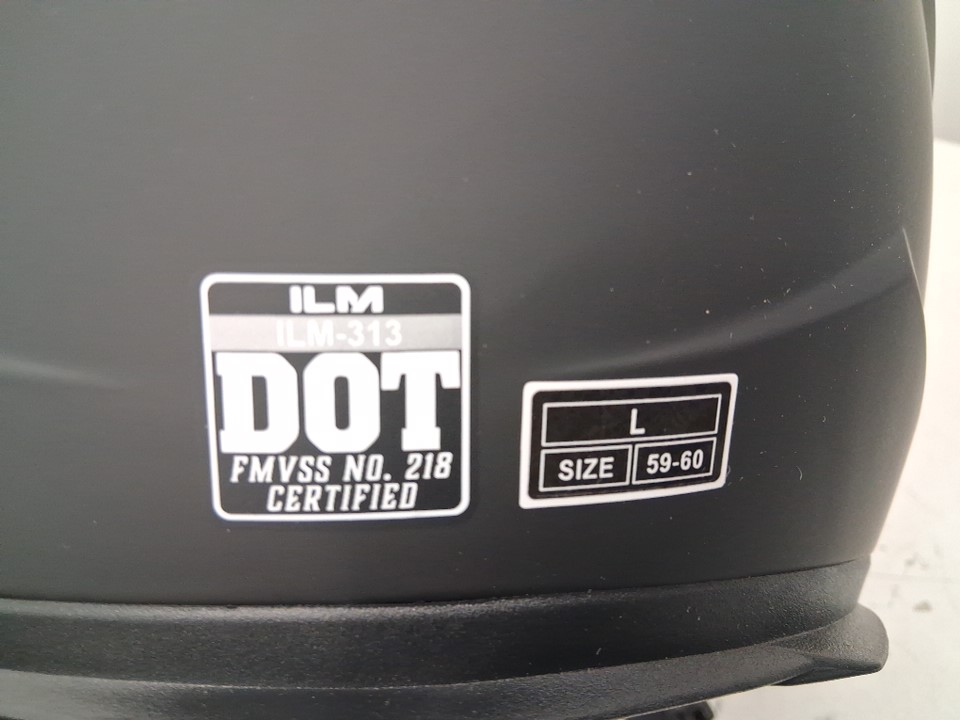 ILM
ILM-313
DOT
FMVSS NO. 218
CERTIFIED
L
SIZE 59-60